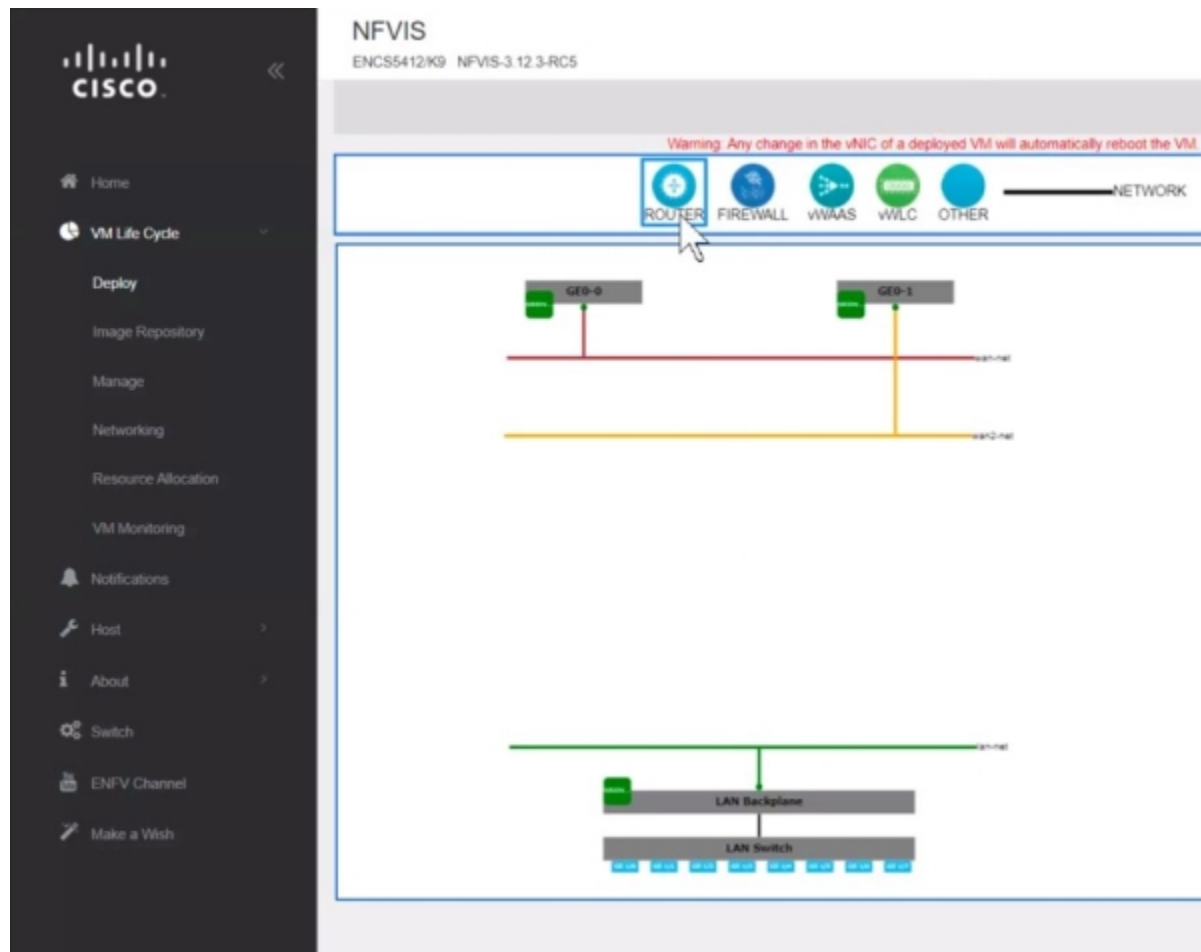 CISCO
NFVIS
ENCS5412/K9 NFVIS-3.12.3-RC5
Home
VM Life Cycle
Deploy
Image Repository
Manage
Networking
Resource Allocation
VM Monitoring
Notifications
Host
About
Switch
ENFV Channel
Make a Wish
Warning: Any change in the vNIC of a deployed VM will automatically reboot the VM.
ROUTER FIREWALL vWAAS vWLC OTHER NETWORK
GE0-0 GE0-1
wan-net
wan2-net
lan-net
LAN Backplane
LAN Switch